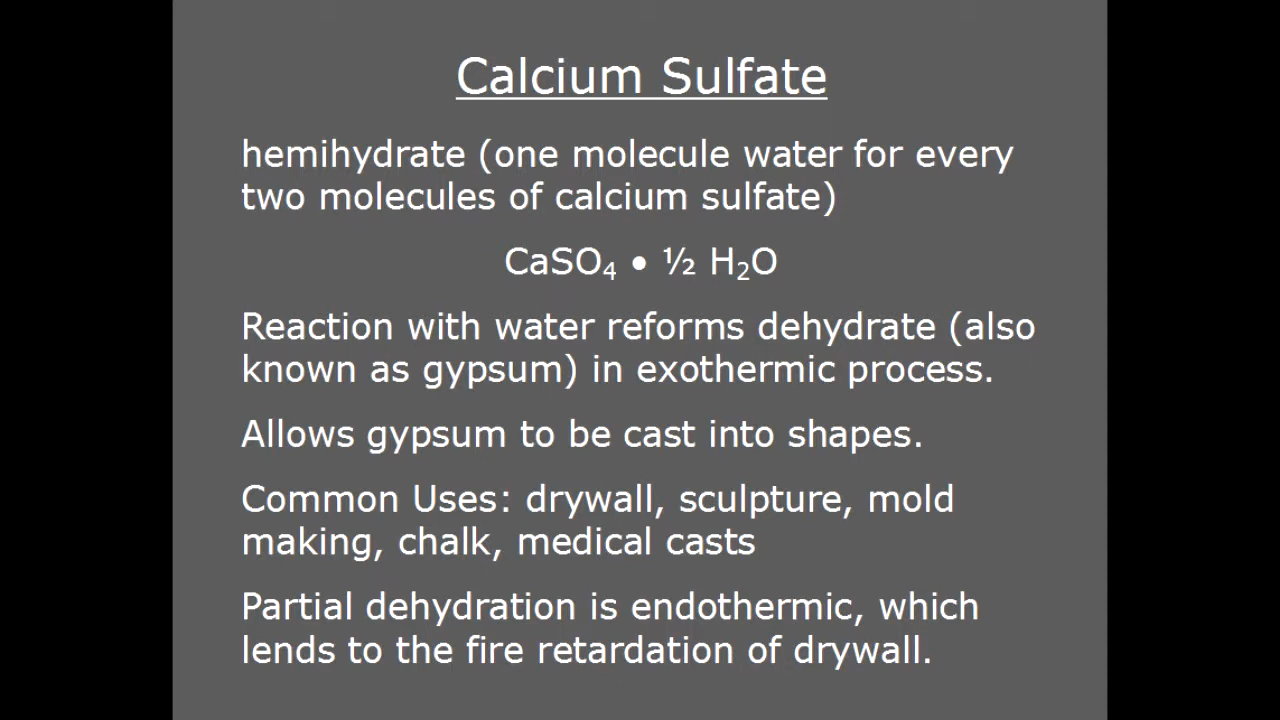 Calcium Sulfate
hemihydrate (one molecule water for every
two molecules of calcium sulfate)
CaSO₄ • ½ H₂O
Reaction with water reforms dehydrate (also
known as gypsum) in exothermic process.
Allows gypsum to be cast into shapes.
Common Uses: drywall, sculpture, mold
making, chalk, medical casts
Partial dehydration is endothermic, which
lends to the fire retardation of drywall.